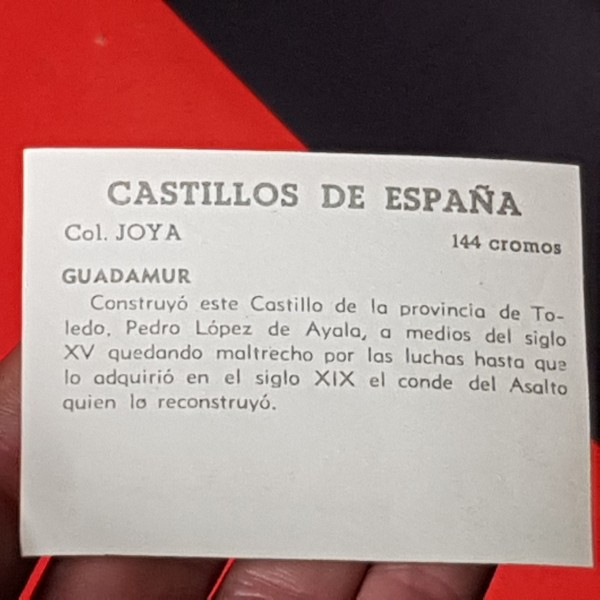 CASTILLOS DE ESPAÑA
Col. JOYA
144 cromos
GUADAMUR
Construyó este Castillo de la provincia de To-
ledo, Pedro López de Ayala, a medios del siglo
XV quedando maltrecho por las luchas hasta que
lo adquirió en el siglo XIX el conde del Asalto
quien lo reconstruyó.